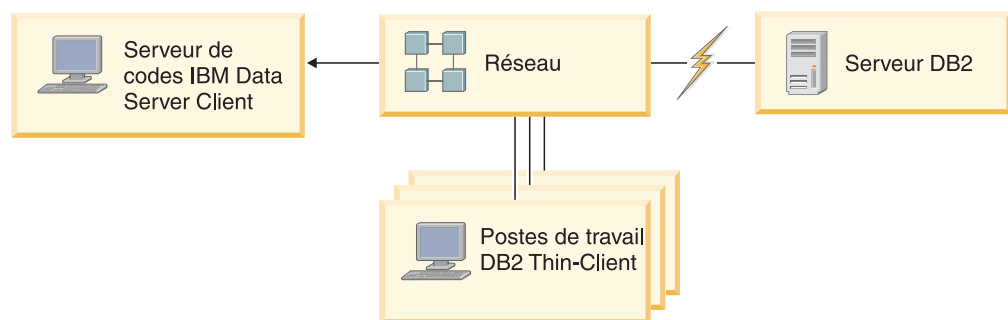 Serveur de
codes IBM Data
Server Client
Réseau
Serveur DB2
Postes de travail
DB2 Thin-Client